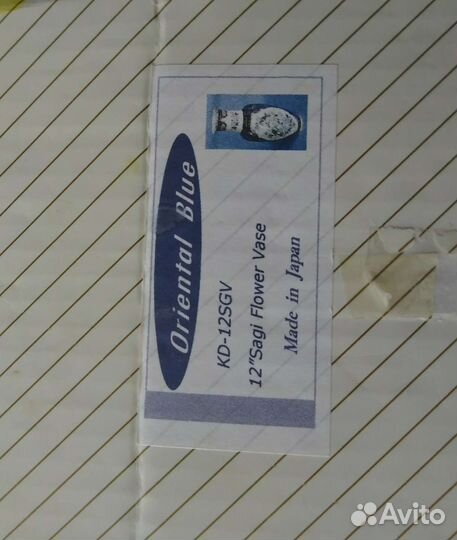 Oriental Blue
KD-12SGV
12"Sagi Flower Vase
Made in Japan
Avito